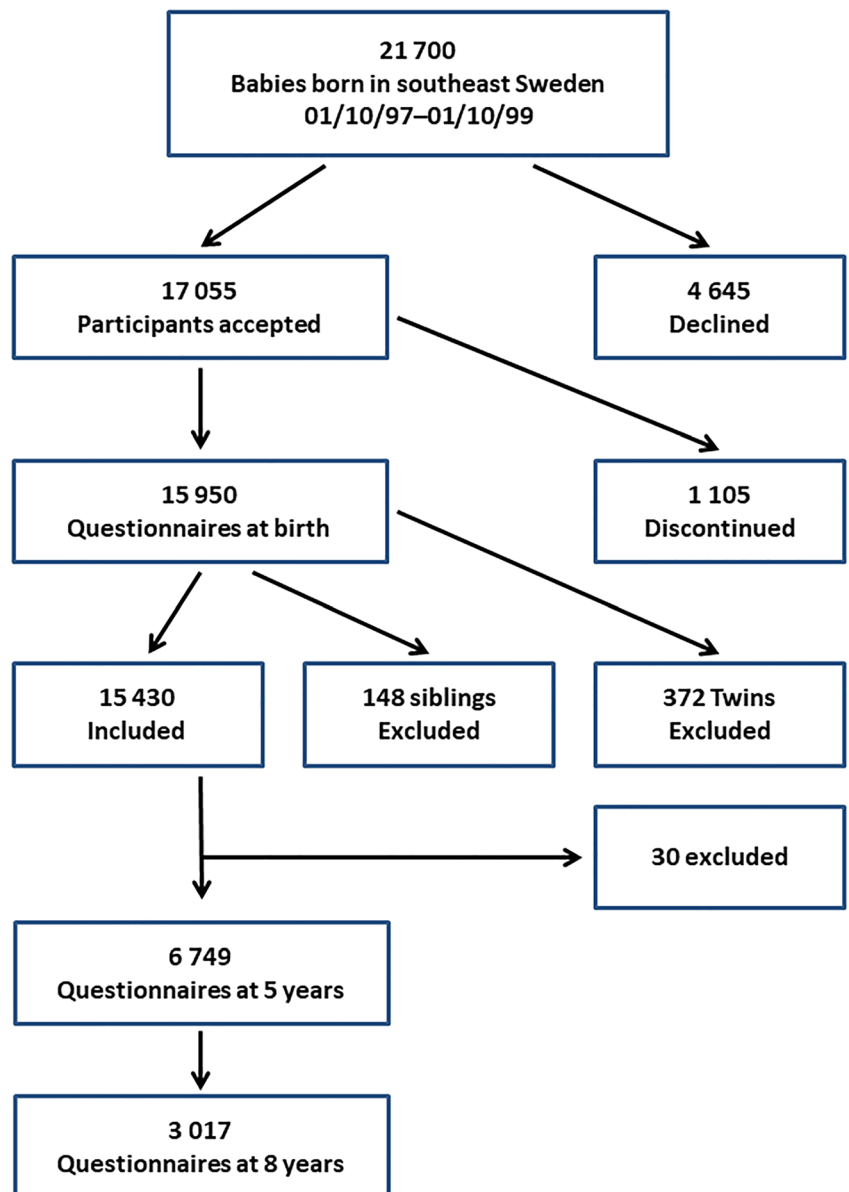 21 700
Babies born in southeast Sweden
01/10/97–01/10/99
17 055
Participants accepted
4 645
Declined
15 950
Questionnaires at birth
1 105
Discontinued
15 430
Included
148 siblings
Excluded
372 Twins
Excluded
30 excluded
6 749
Questionnaires at 5 years
3 017
Questionnaires at 8 years